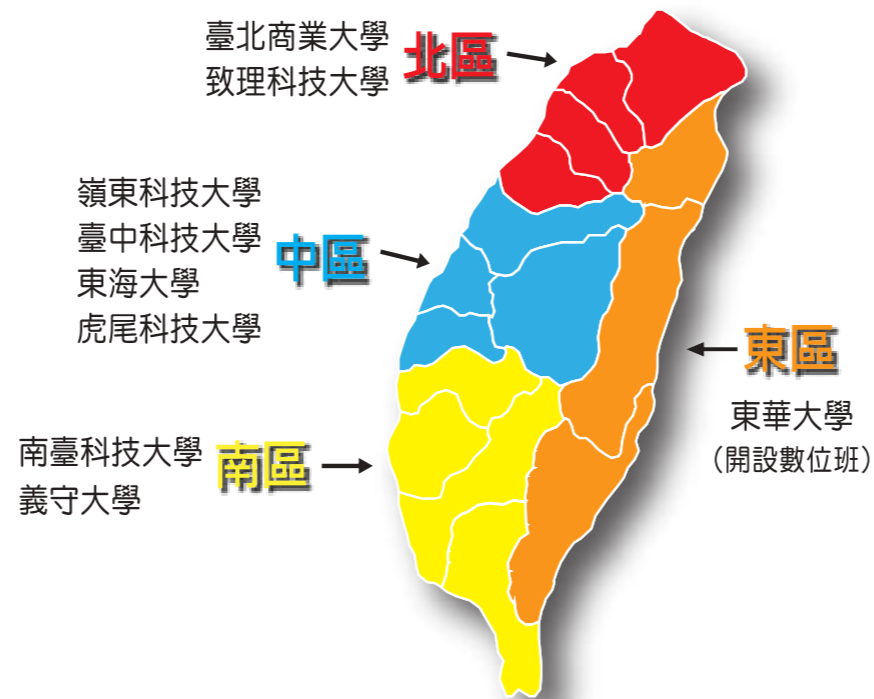 臺北商業大學
致理科技大學
北區
嶺東科技大學
臺中科技大學
東海大學
虎尾科技大學
中區
東區
東華大學
（開設數位班）
南臺科技大學
義守大學
南區